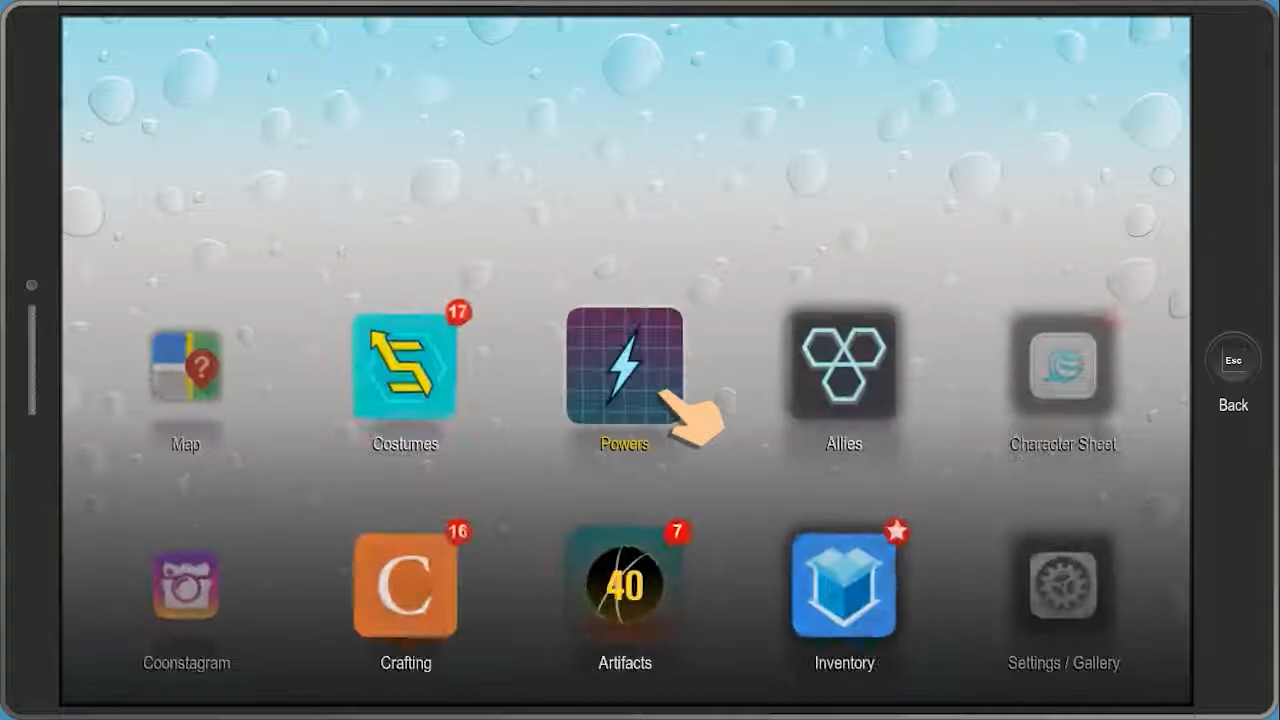 17
Esc
Back
Map
Costumes
Powers
Allies
Character Sheet
16
7
C
40
Coonstagram
Crafting
Artifacts
Inventory
Settings / Gallery